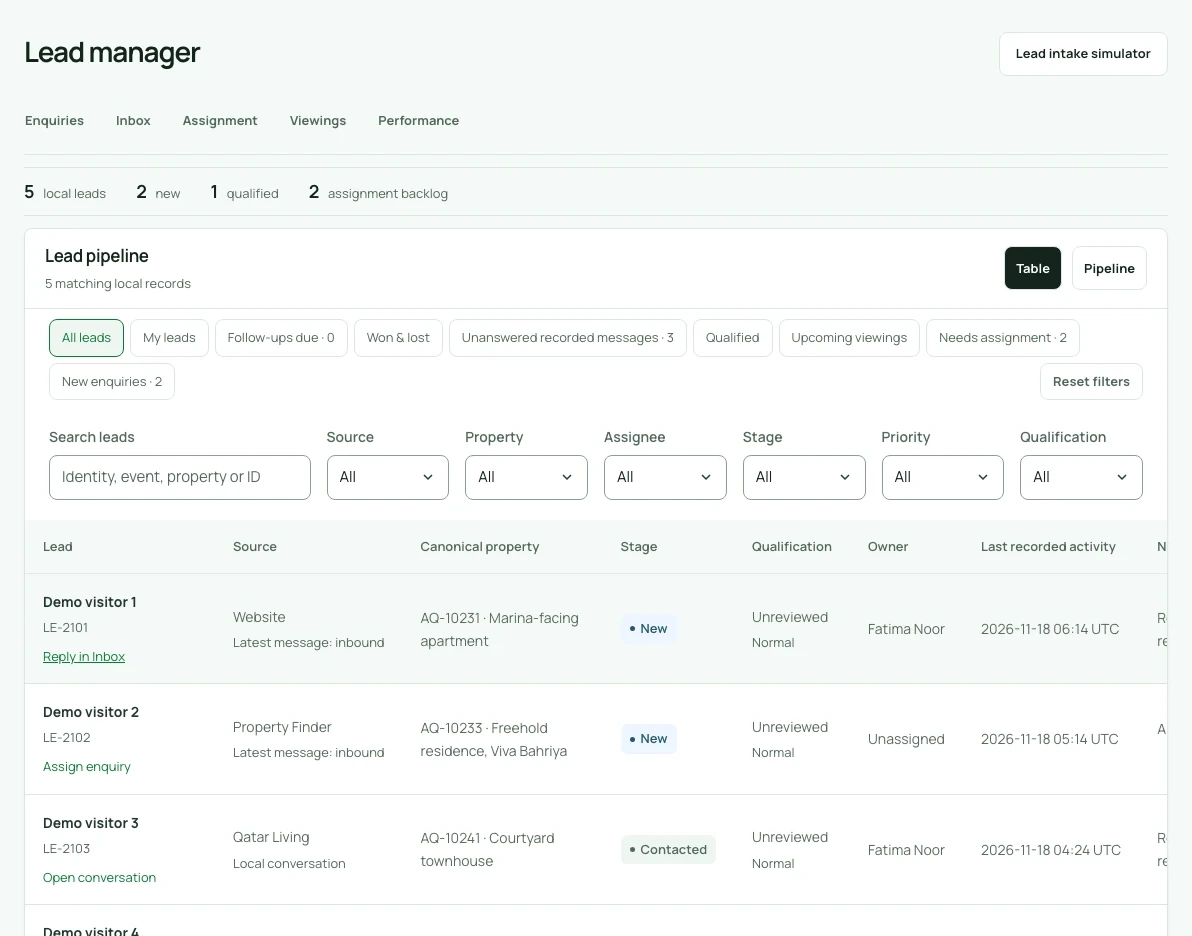 Lead manager
Lead intake simulator
Enquiries Inbox Assignment Viewings Performance
5 local leads 2 new 1 qualified 2 assignment backlog
Lead pipeline
5 matching local records
Table Pipeline
All leads My leads Follow-ups due · 0 Won & lost Unanswered recorded messages · 3 Qualified Upcoming viewings Needs assignment · 2
New enquiries · 2 Reset filters
Search leads Source Property Assignee Stage Priority Qualification
Identity, event, property or ID All All All All All All
Lead Source Canonical property Stage Qualification Owner Last recorded activity
Demo visitor 1
LE-2101
Reply in Inbox
Website
Latest message: inbound
AQ-10231 · Marina-facing
apartment
New
Unreviewed
Normal
Fatima Noor
2026-11-18 06:14 UTC
Demo visitor 2
LE-2102
Assign enquiry
Property Finder
Latest message: inbound
AQ-10233 · Freehold
residence, Viva Bahriya
New
Unreviewed
Normal
Unassigned
2026-11-18 05:14 UTC
Demo visitor 3
LE-2103
Open conversation
Qatar Living
Local conversation
AQ-10241 · Courtyard
townhouse
Contacted
Unreviewed
Normal
Fatima Noor
2026-11-18 04:24 UTC
Demo visitor 4